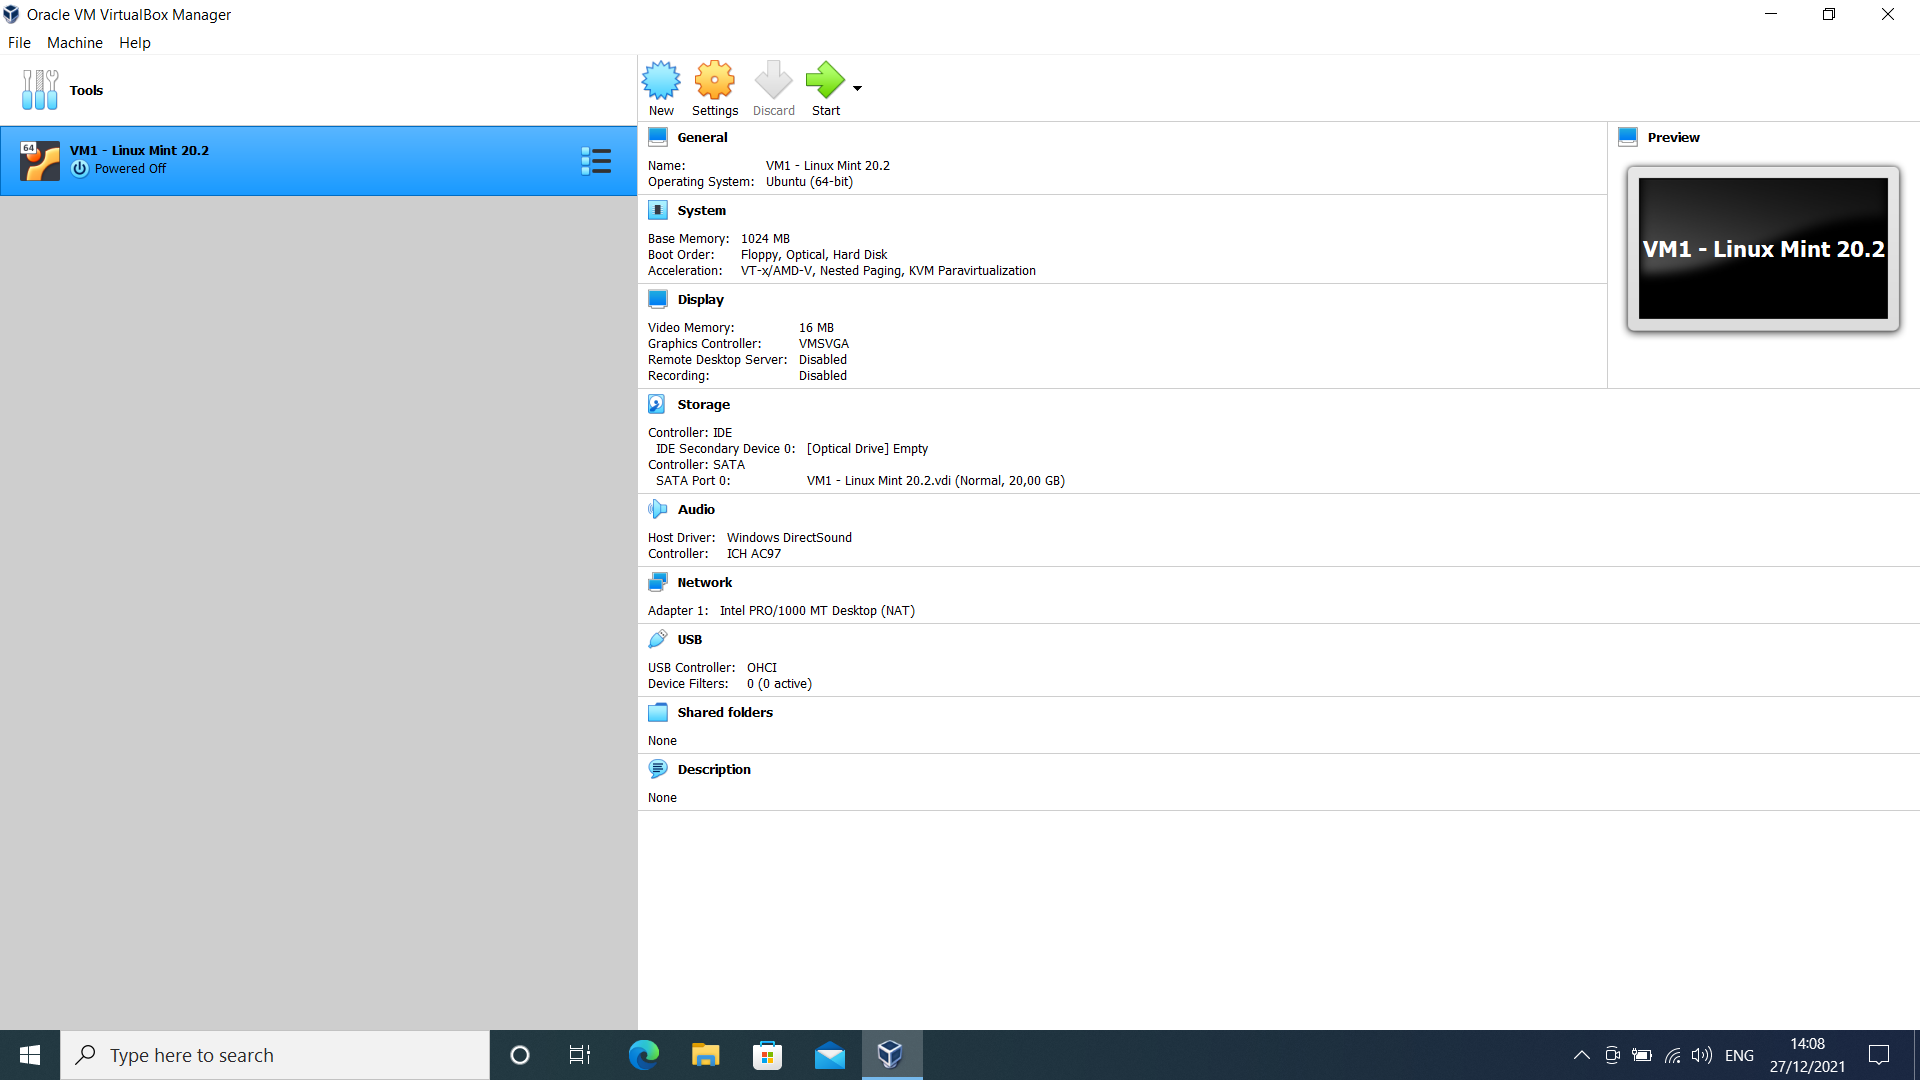 Oracle VM VirtualBox Manager
File Machine Help
Tools
New Settings Discard Start
64
VM1 - Linux Mint 20.2
Powered Off
General
Name: VM1 - Linux Mint 20.2
Operating System: Ubuntu (64-bit)
System
Base Memory: 1024 MB
Boot Order: Floppy, Optical, Hard Disk
Acceleration: VT-x/AMD-V, Nested Paging, KVM Paravirtualization
Display
Video Memory: 16 MB
Graphics Controller: VMSVGA
Remote Desktop Server: Disabled
Recording: Disabled
Preview
VM1 - Linux Mint 20.2
Storage
Controller: IDE
IDE Secondary Device 0: [Optical Drive] Empty
Controller: SATA
SATA Port 0: VM1 - Linux Mint 20.2.vdi (Normal, 20,00 GB)
Audio
Host Driver: Windows DirectSound
Controller: ICH AC97
Network
Adapter 1: Intel PRO/1000 MT Desktop (NAT)
USB
USB Controller: OHCI
Device Filters: 0 (0 active)
Shared folders
None
Description
None
Type here to search
ENG
14:08
27/12/2021